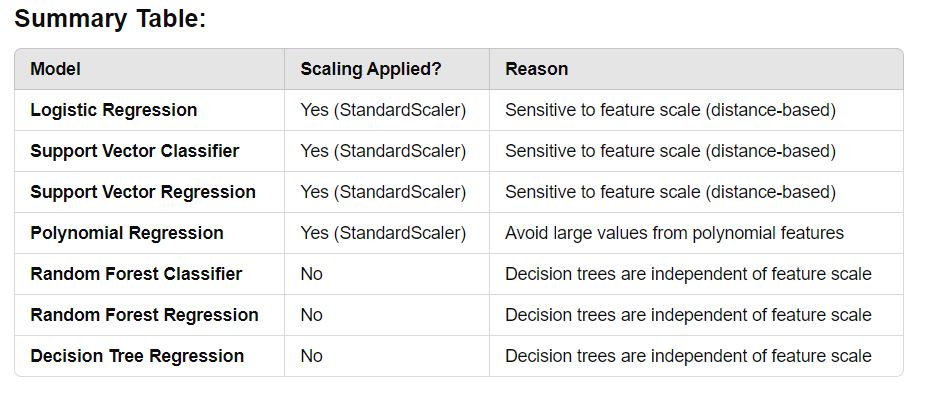 Summary Table:
Model Scaling Applied? Reason
Logistic Regression Yes (StandardScaler) Sensitive to feature scale (distance-based)
Support Vector Classifier Yes (StandardScaler) Sensitive to feature scale (distance-based)
Support Vector Regression Yes (StandardScaler) Sensitive to feature scale (distance-based)
Polynomial Regression Yes (StandardScaler) Avoid large values from polynomial features
Random Forest Classifier No Decision trees are independent of feature scale
Random Forest Regression No Decision trees are independent of feature scale
Decision Tree Regression No Decision trees are independent of feature scale